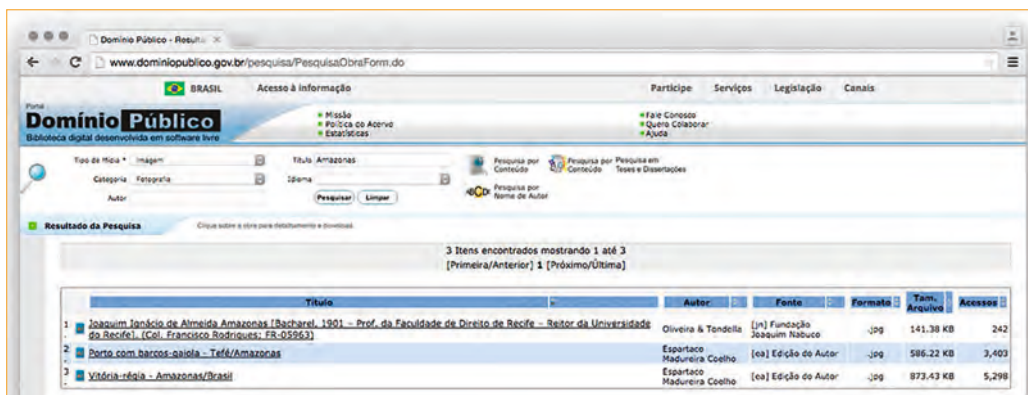 Domínio Público - Resulta
www.dominiopublico.gov.br/pesquisa/PesquisaObraForm.do
BRASIL Acesso à informação Participe Serviços Legislação Canais
Portal
Domínio Público
Biblioteca digital desenvolvida em software livre
Missão
Política do Acervo
Estatísticas
Fale Conosco
Quero Colaborar
Ajuda
Tipo de Mídia * Imagem Título Amazonas
Categoria Fotografia Idioma
Autor Pesquisar Limpar
Pesquisa por Conteúdo
Pesquisa por Conteúdo
Pesquisa em Teses e Dissertações
ABCD Pesquisa por Nome de Autor
Resultado da Pesquisa Clique sobre a obra para detalhamento e download.
3 Itens encontrados mostrando 1 até 3
[Primeira/Anterior] 1 [Próximo/Última]
Título Autor Fonte Formato Tam. Arquivo Acessos
1. Joaquim Ignácio de Almeida Amazonas [Bacharel, 1901 - Prof. da Faculdade de Direito de Recife - Reitor da Universidade
do Recife]. (Col. Francisco Rodrigues; FR-05963) Oliveira & Tondella [jn] Fundação Joaquim Nabuco .jpg 141.38 KB 242
2. Porto com barcos-gaiola - Tefé/Amazonas Espartaco Madureira Coelho [ea] Edição do Autor .jpg 586.22 KB 3,403
3. Vitória-régia - Amazonas/Brasil Espartaco Madureira Coelho [ea] Edição do Autor .jpg 873.43 KB 5,298